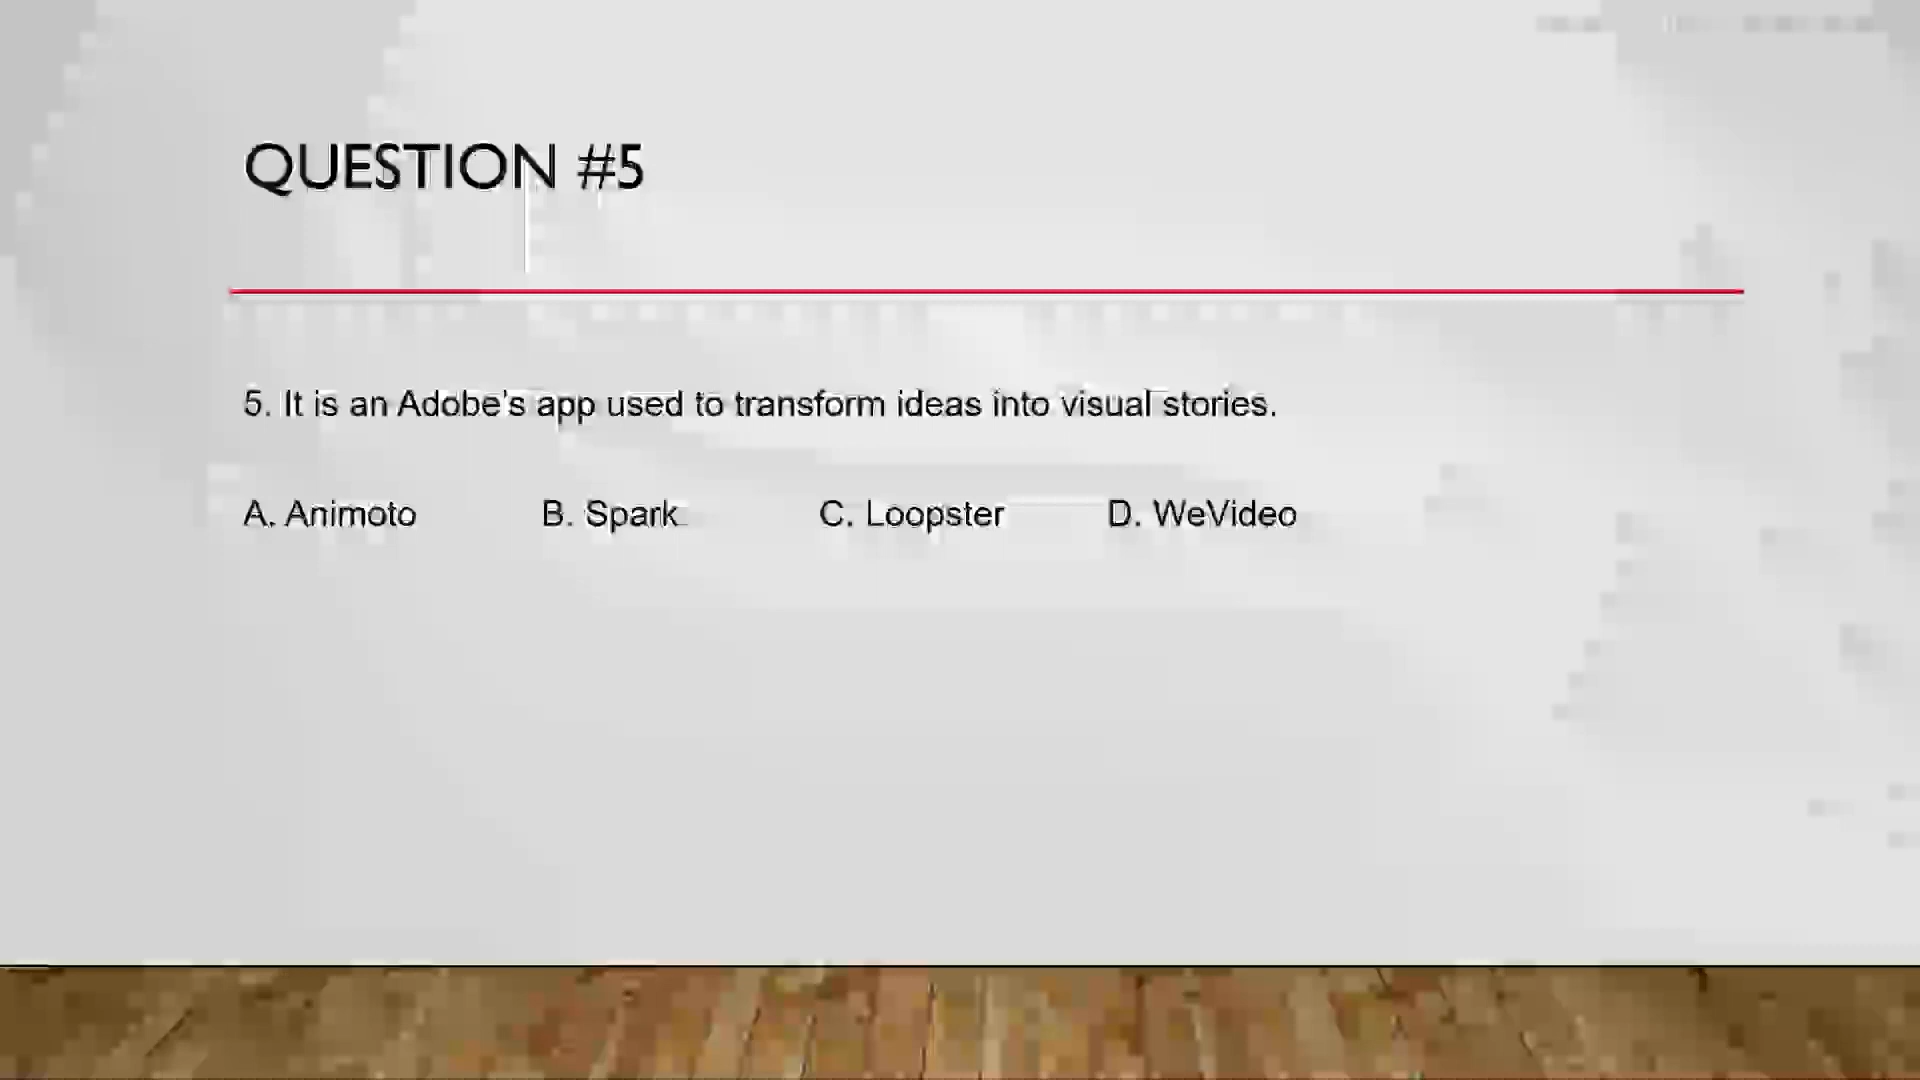 QUESTION #5
5. It is an Adobe's app used to transform ideas into visual stories.
A. Animoto B. Spark C. Loopster D. WeVideo